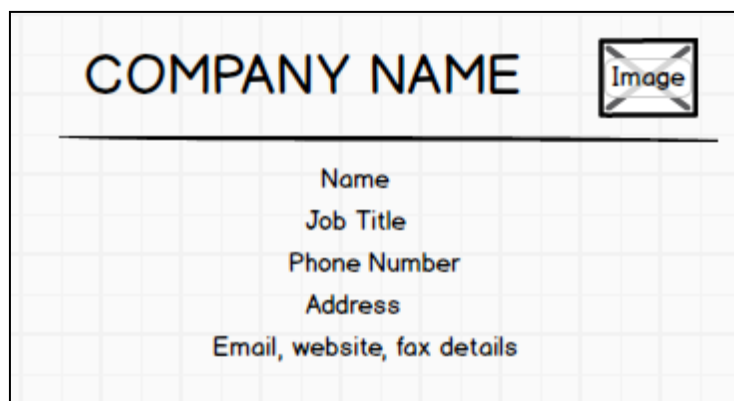 COMPANY NAME
Image
Name
Job Title
Phone Number
Address
Email, website, fax details